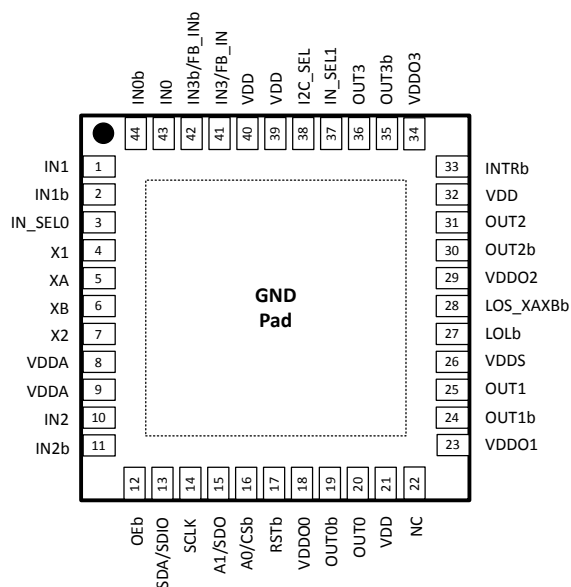 IN0b
IN0
IN3b/FB_INb
IN3/FB_IN
VDD
VDD
I2C_SEL
IN_SEL1
OUT3
OUT3b
VDDO3
44
43
42
41
40
39
38
37
36
35
34
IN1 1
IN1b 2
IN_SEL0 3
X1 4
XA 5
XB 6
X2 7
VDDA 8
VDDA 9
IN2 10
IN2b 11
GND
Pad
33 INTRb
32 VDD
31 OUT2
30 OUT2b
29 VDDO2
28 LOS_XAXBb
27 LOLb
26 VDDS
25 OUT1
24 OUT1b
23 VDDO1
12
13
14
15
16
17
18
19
20
21
22
OEb
SDA/SDIO
SCLK
A1/SDO
A0/CSb
RSTb
VDDO0
OUT0b
OUT0
VDD
NC